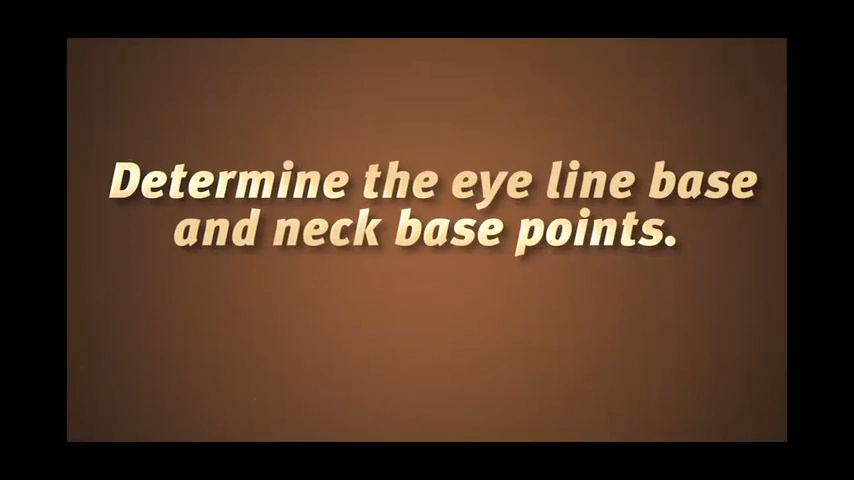 Determine the eye line base
and neck base points.